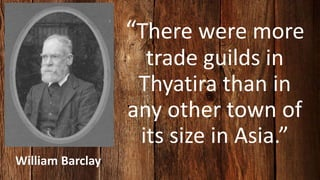 “There were more
trade guilds in
Thyatira than in
any other town of
its size in Asia.”
William Barclay